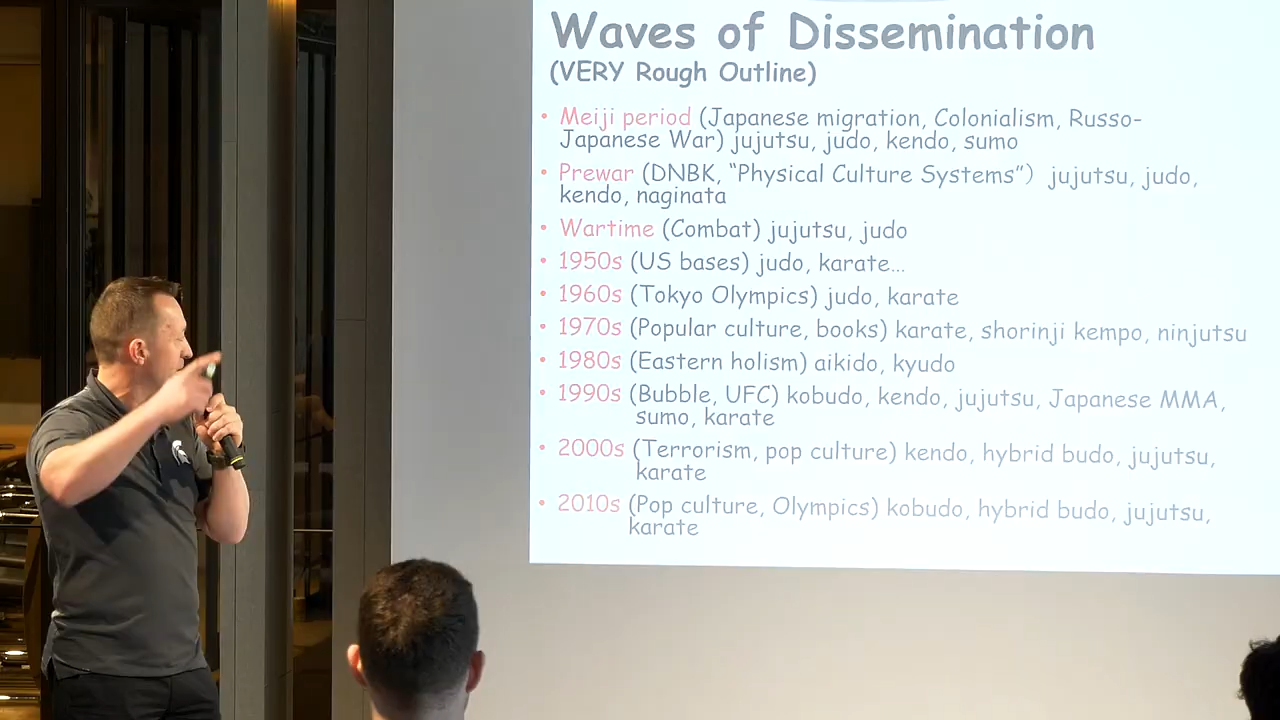 Waves of Dissemination
(VERY Rough Outline)
• Meiji period (Japanese migration, Colonialism, Russo-
Japanese War) jujutsu, judo, kendo, sumo
• Prewar (DNBK, “Physical Culture Systems”) jujutsu, judo,
kendo, naginata
• Wartime (Combat) jujutsu, judo
• 1950s (US bases) judo, karate…
• 1960s (Tokyo Olympics) judo, karate
• 1970s (Popular culture, books) karate, shorinji kempo, ninjutsu
• 1980s (Eastern holism) aikido, kyudo
• 1990s (Bubble, UFC) kobudo, kendo, jujutsu, Japanese MMA,
sumo, karate
• 2000s (Terrorism, pop culture) kendo, hybrid budo, jujutsu,
karate
• 2010s (Pop culture, Olympics) kobudo, hybrid budo, jujutsu,
karate